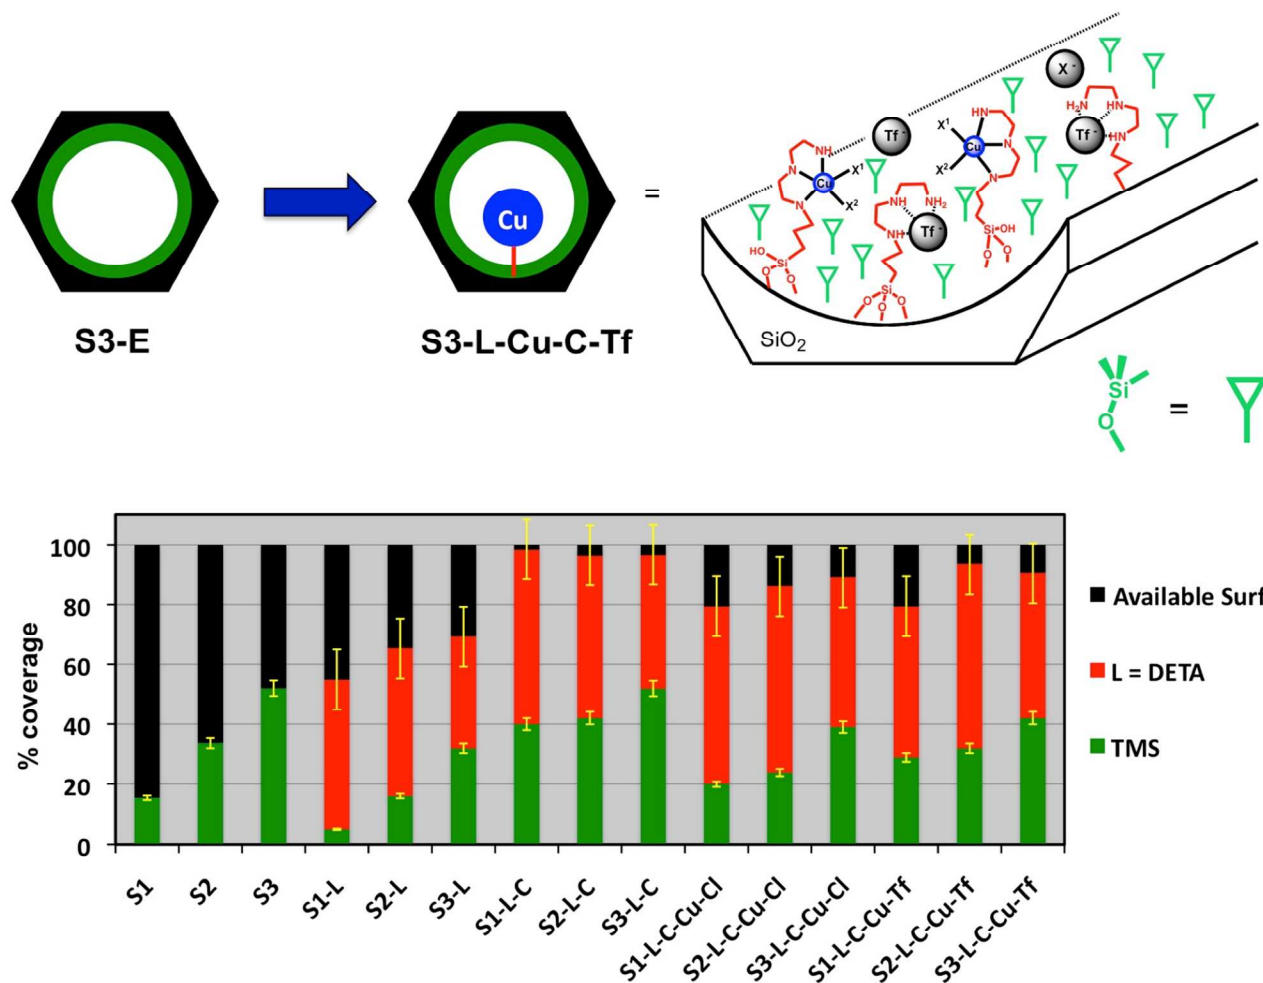 Cu
S3-E
S3-L-Cu-C-Tf
=
X -
Tf -
H₂N
HN
Tf -
HN
HN
X¹
N
Cu
X²
N
NH
N
X¹
Cu
N
X²
NH
NH₂
Tf -
NH
HO
Si
O
O
Si
O
O
O
Si
OH
O
O
SiO₂
Si
O
=
% coverage
100
80
60
40
20
0
S1
S2
S3
S1-L
S2-L
S3-L
S1-L-C
S2-L-C
S3-L-C
S1-L-C-Cu-Cl
S2-L-C-Cu-Cl
S3-L-C-Cu-Cl
S1-L-C-Cu-Tf
S2-L-C-Cu-Tf
S3-L-C-Cu-Tf
Available Surf
L = DETA
TMS